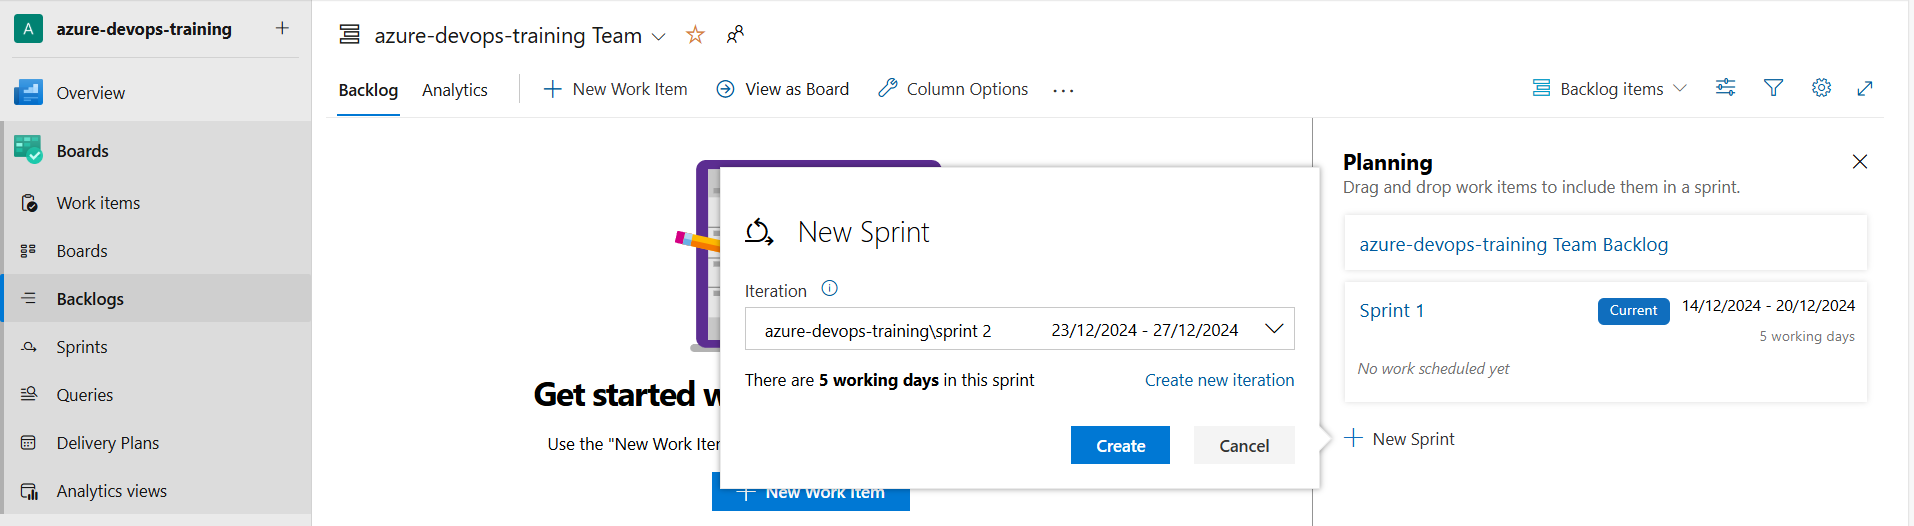 A azure-devops-training
Overview
Boards
Work items
Boards
Backlogs
Sprints
Queries
Delivery Plans
Analytics views
azure-devops-training Team
Backlog Analytics New Work Item View as Board Column Options Backlog items
New Sprint
Iteration
azure-devops-training\sprint 2 23/12/2024 - 27/12/2024
There are 5 working days in this sprint Create new iteration
Create Cancel
Get started w
Use the "New Work Iter
New Work Item
Planning
Drag and drop work items to include them in a sprint.
azure-devops-training Team Backlog
Sprint 1 Current 14/12/2024 - 20/12/2024
5 working days
No work scheduled yet
New Sprint